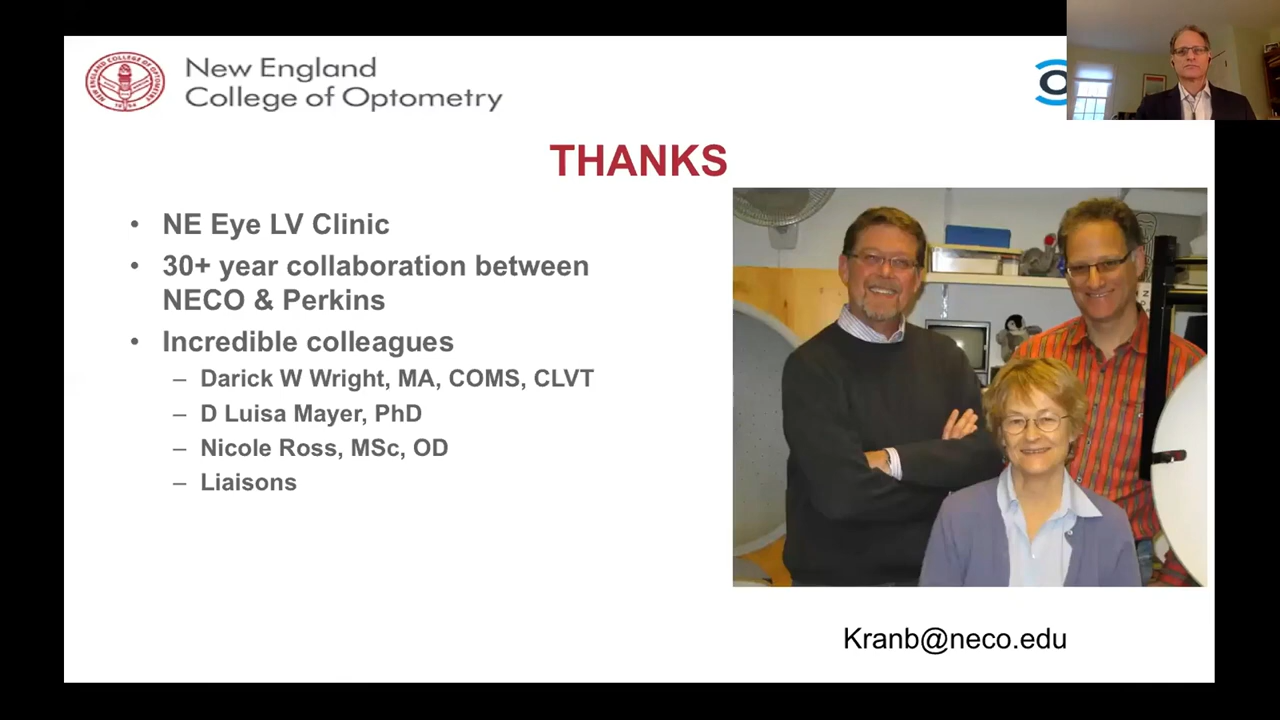 New England
College of Optometry
THANKS
• NE Eye LV Clinic
• 30+ year collaboration between
NECO & Perkins
• Incredible colleagues
– Darick W Wright, MA, COMS, CLVT
– D Luisa Mayer, PhD
– Nicole Ross, MSc, OD
– Liaisons
Kranb@neco.edu